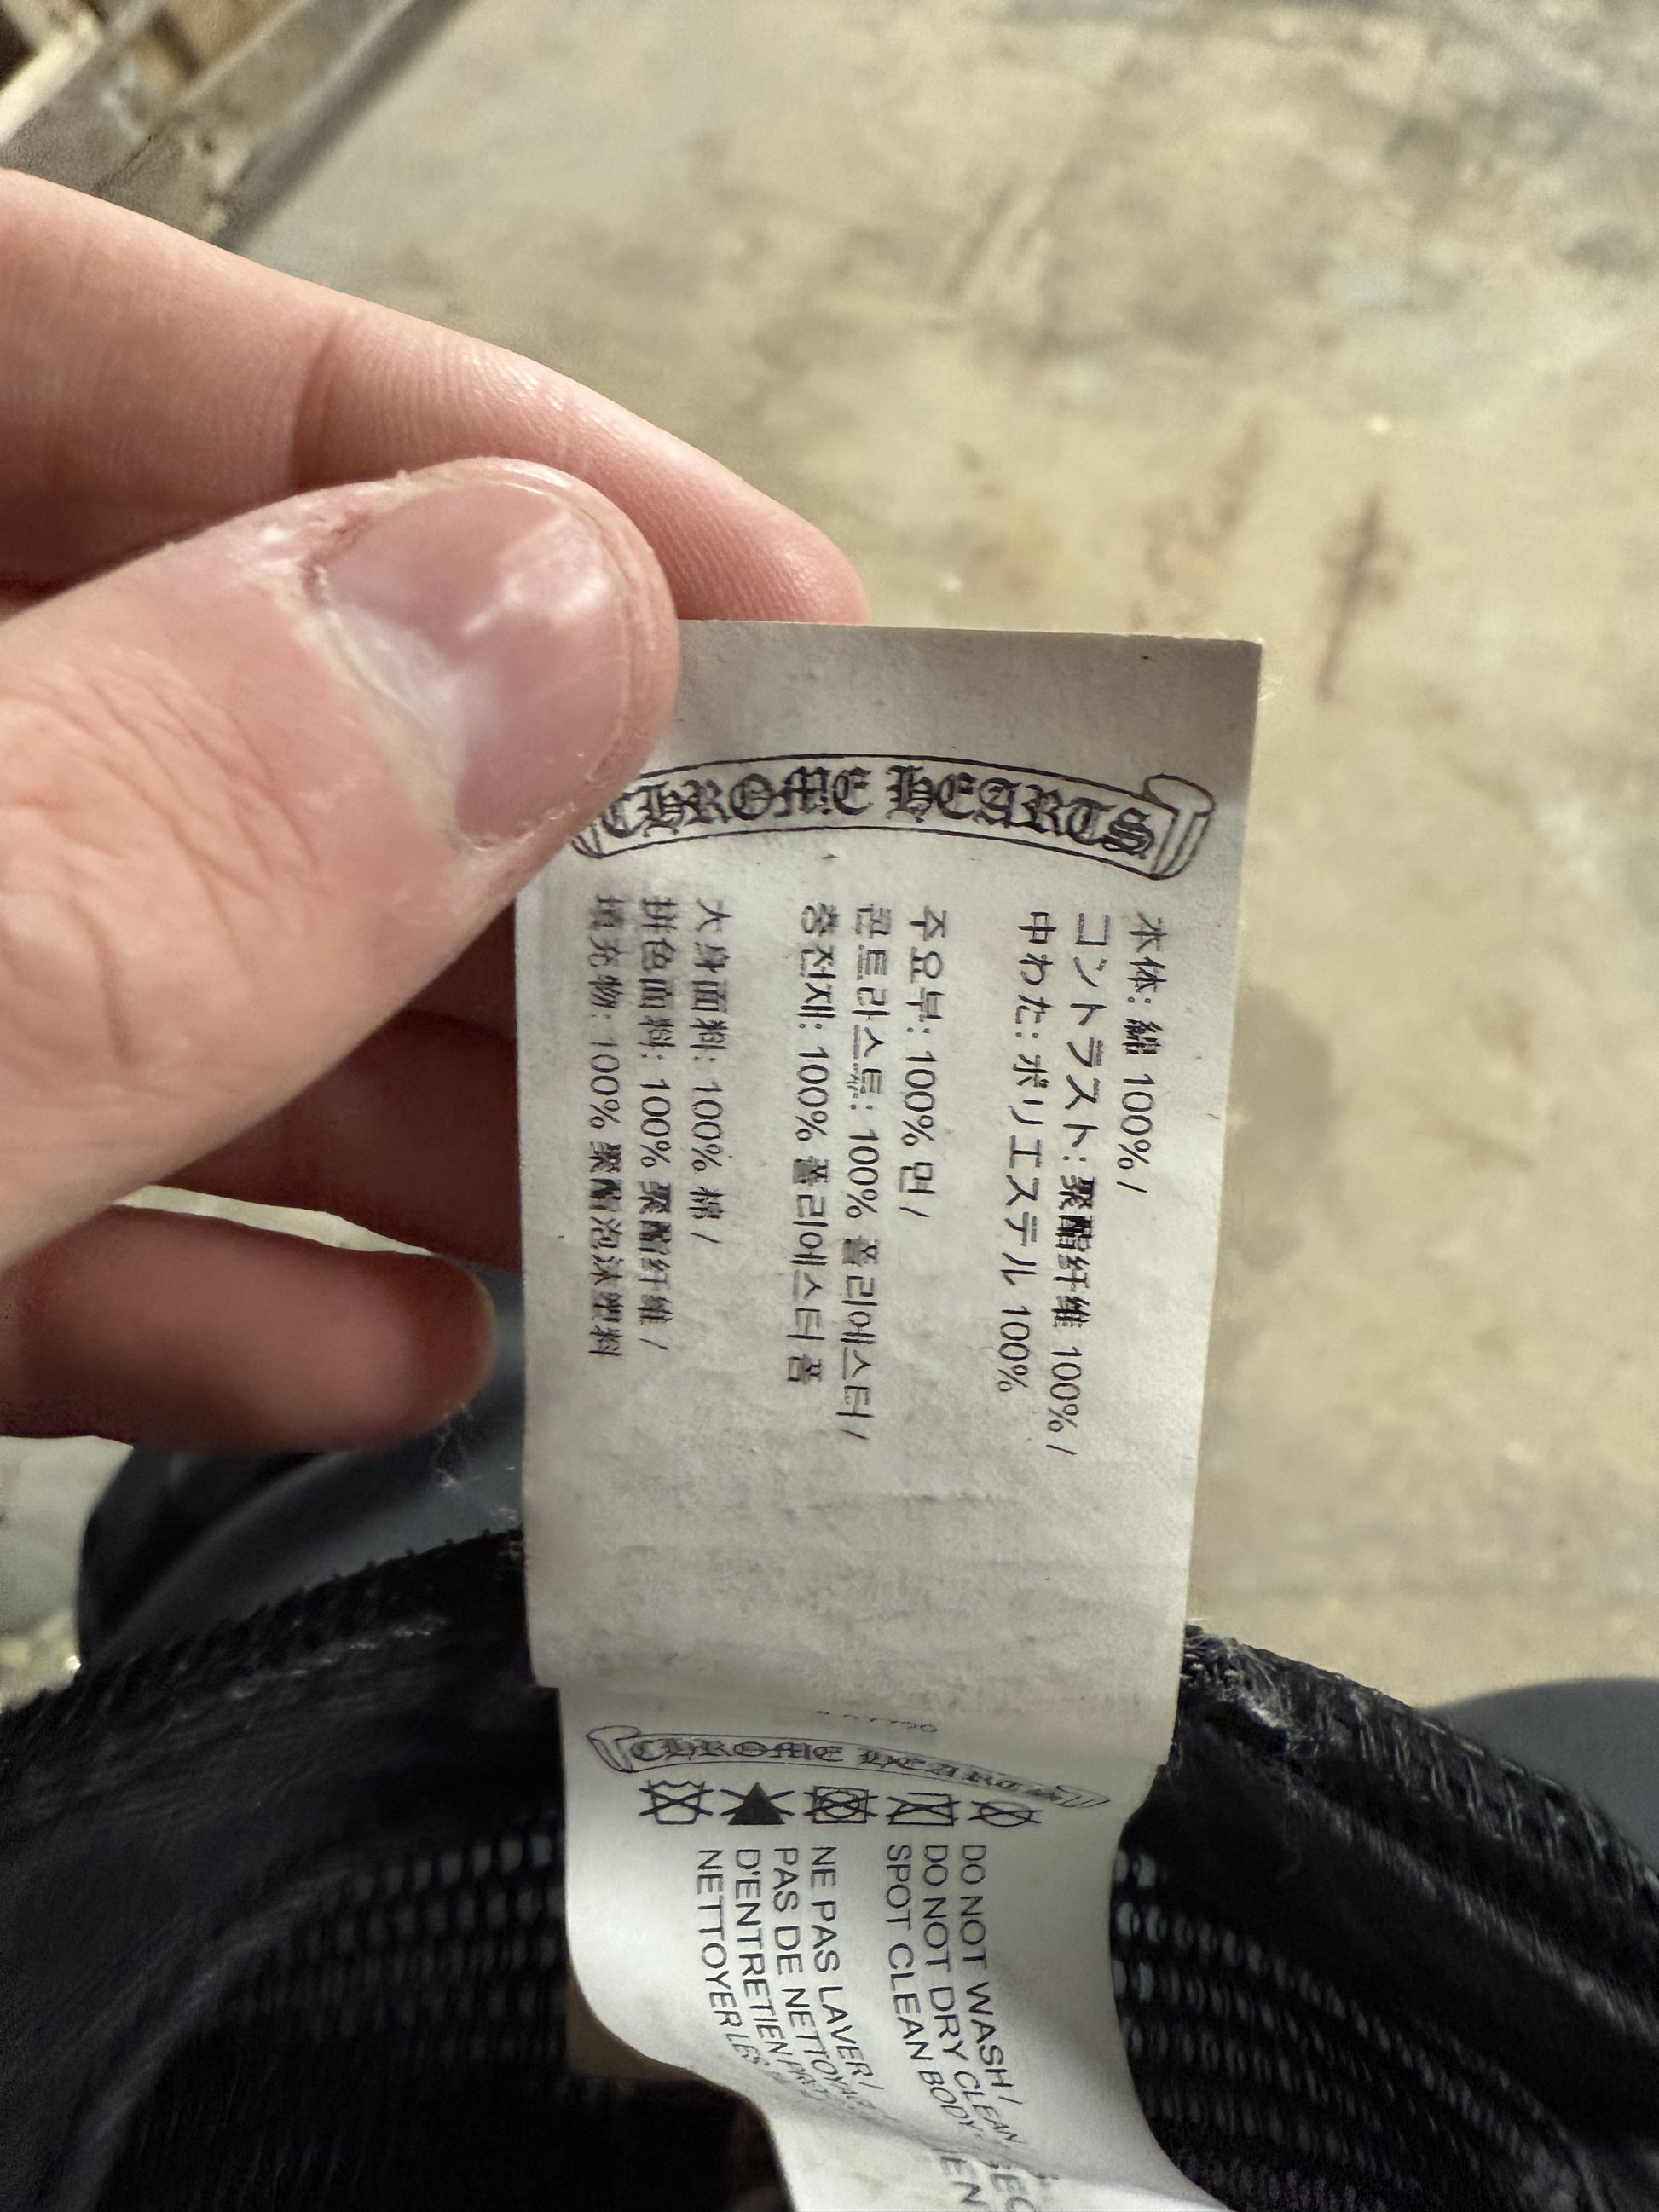 CHROME HEARTS
本体: 綿 100% /
コントラスト: 聚酯纤维 100% /
中わた: ポリエステル 100%
주요부: 100% 면 /
콘트라스트: 100% 폴리에스터 /
충전재: 100% 폴리에스터 폼
大身面料: 100% 棉 /
拼色面料: 100% 聚酯纤维 /
填充物: 100% 聚酯泡沫塑料
CHROME HEARTS
DO NOT WASH /
DO NOT DRY CLEAN
SPOT CLEAN BODY
NE PAS LAVER /
PAS DE NETTOYAGE
D'ENTRETIEN
NETTOYER LES